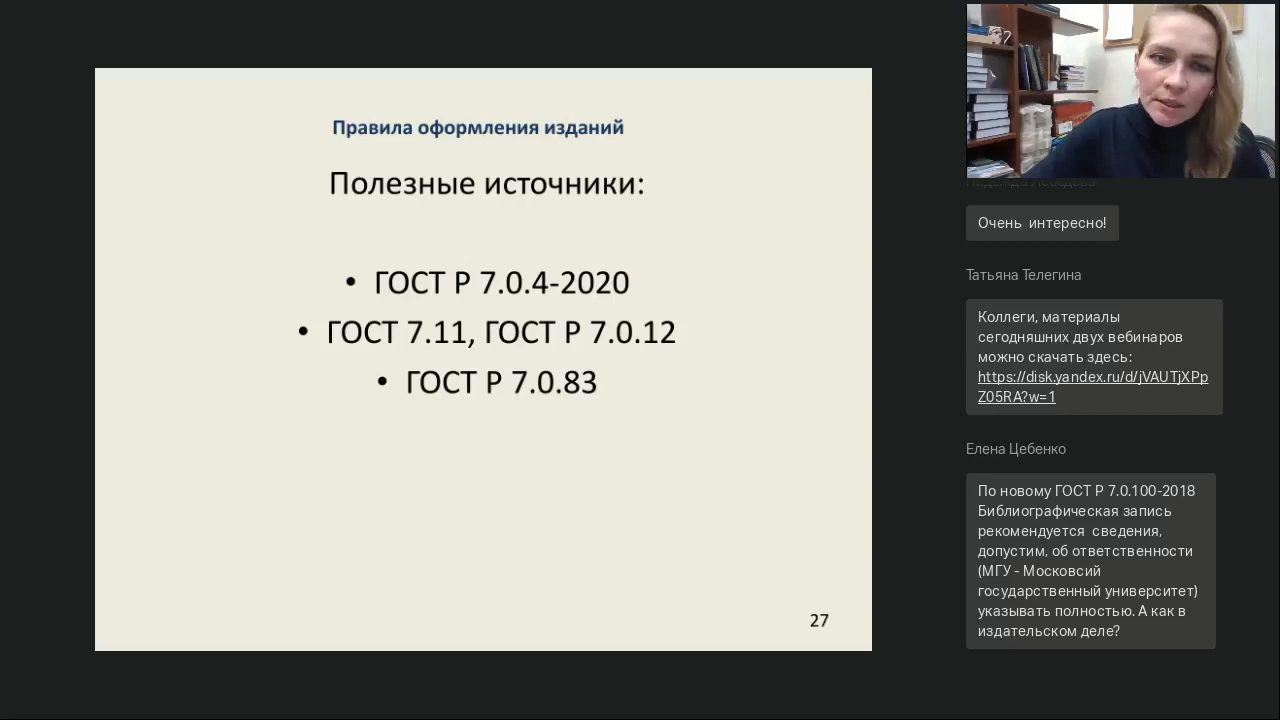 Правила оформления изданий
Полезные источники:
• ГОСТ Р 7.0.4-2020
• ГОСТ 7.11, ГОСТ Р 7.0.12
• ГОСТ Р 7.0.83
27
Очень интересно!
Татьяна Телегина
Коллеги, материалы
сегодняшних двух вебинаров
можно скачать здесь:
https://disk.yandex.ru/d/jVAUTjXPp
Z05RA?w=1
Елена Цебенко
По новому ГОСТ Р 7.0.100-2018
Библиографическая запись
рекомендуется сведения,
допустим, об ответственности
(МГУ - Московсий
государственный университет)
указывать полностью. А как в
издательском деле?